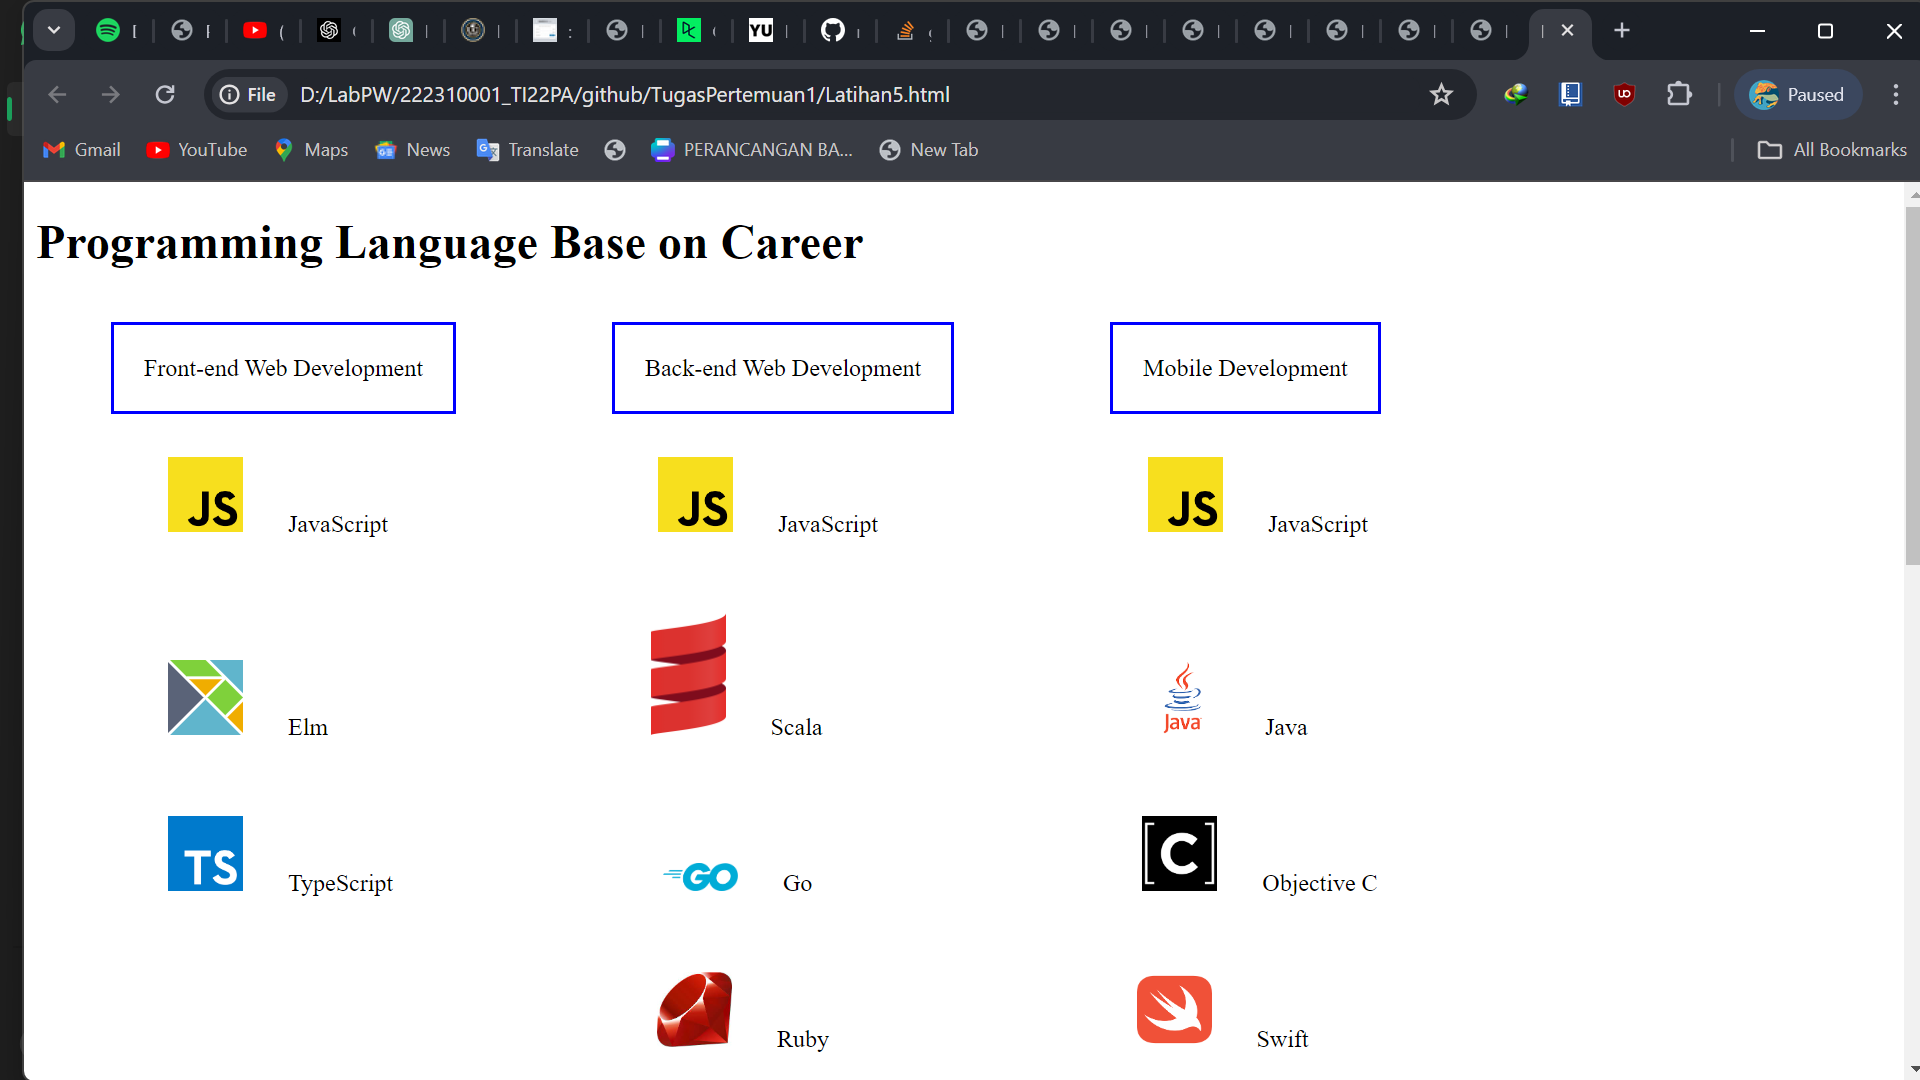 YU
File
D:/LabPW/222310001_TI22PA/github/TugasPertemuan1/Latihan5.html
Paused
Gmail
YouTube
Maps
News
Translate
PERANCANGAN BA...
New Tab
All Bookmarks
Programming Language Base on Career
Front-end Web Development
Back-end Web Development
Mobile Development
JS JavaScript
JS JavaScript
JS JavaScript
Elm
Scala
Java Java
TS TypeScript
GO Go
[C] Objective C
Ruby
Swift